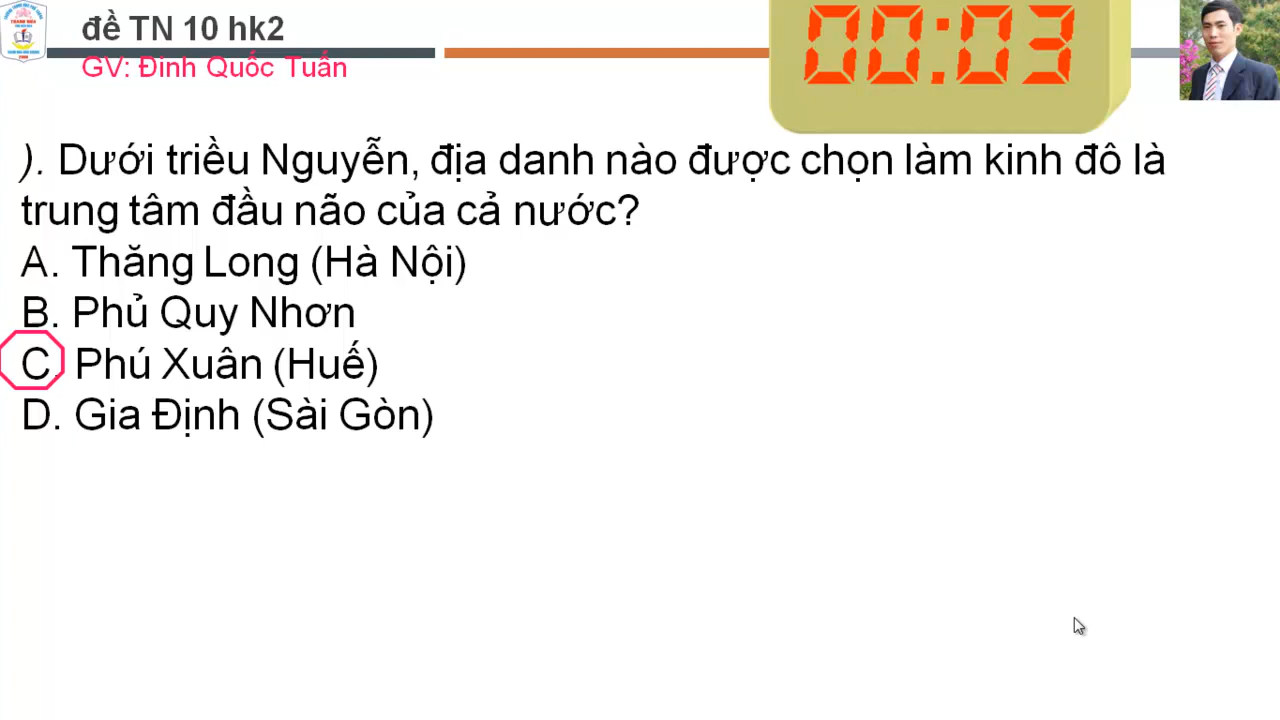 đề TN 10 hk2
GV: Đinh Quốc Tuấn
00:03
). Dưới triều Nguyễn, địa danh nào được chọn làm kinh đô là
trung tâm đầu não của cả nước?
A. Thăng Long (Hà Nội)
B. Phủ Quy Nhơn
C. Phú Xuân (Huế)
D. Gia Định (Sài Gòn)